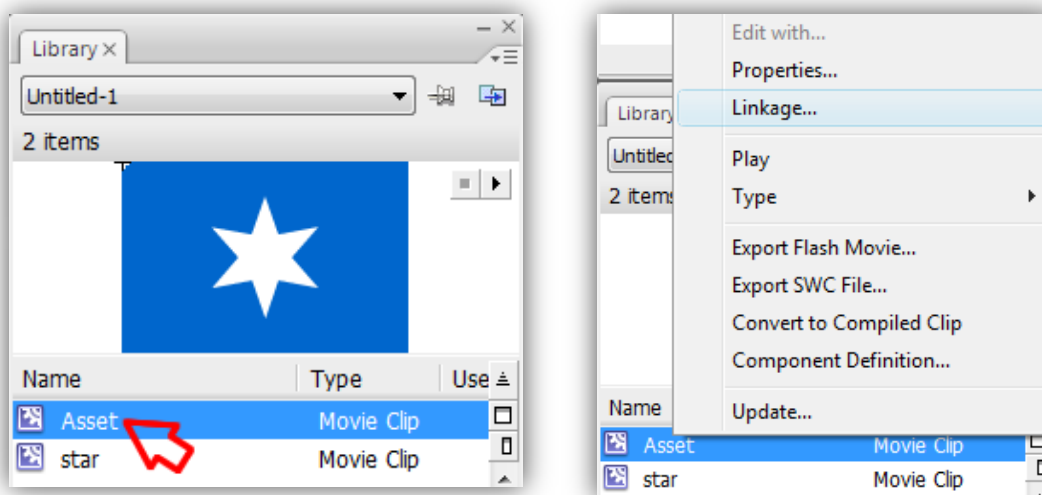 Library
Untitled-1
2 items
Name Type Use
Asset Movie Clip
star Movie Clip
Edit with...
Properties...
Linkage...
Play
Type
Export Flash Movie...
Export SWC File...
Convert to Compiled Clip
Component Definition...
Update...
Library
Untitled
2 items
Name
Asset Movie Clip
star Movie Clip